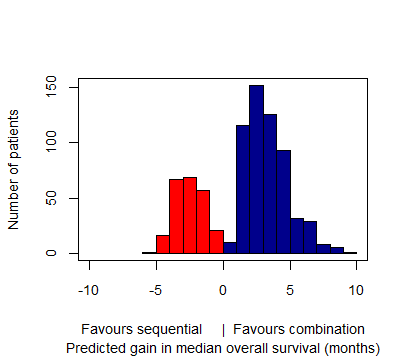 Number of patients
150
100
50
0
-10 -5 0 5 10
Favours sequential | Favours combination
Predicted gain in median overall survival (months)